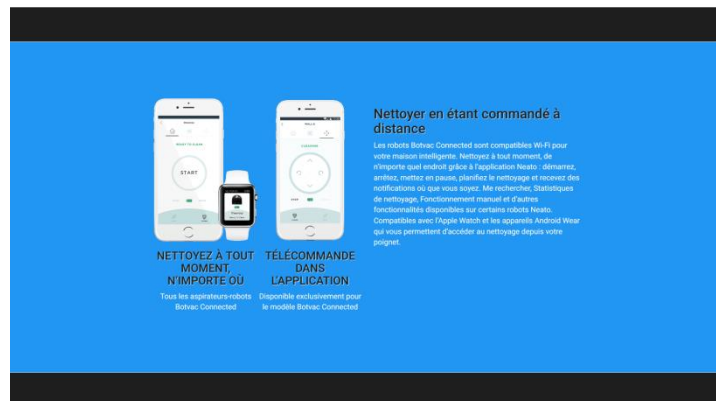 READY TO CLEAN
START
NETTOYEZ À TOUT
MOMENT,
N'IMPORTE OÙ
Tous les aspirateurs-robots
Botvac Connected
TÉLÉCOMMANDE
DANS
L'APPLICATION
Disponible exclusivement pour
le modèle Botvac Connected
Nettoyer en étant commandé à
distance
Les robots Botvac Connected sont compatibles Wi-Fi pour
votre maison intelligente. Nettoyez à tout moment, de
n'importe quel endroit grâce à l'application Neato : démarrez,
arrêtez, mettez en pause, planifiez le nettoyage et recevez des
notifications où que vous soyez. Me rechercher, Statistiques
de nettoyage, Fonctionnement manuel et d'autres
fonctionnalités disponibles sur certains robots Neato.
Compatibles avec l'Apple Watch et les appareils Android Wear
qui vous permettent d'accéder au nettoyage depuis votre
poignet.